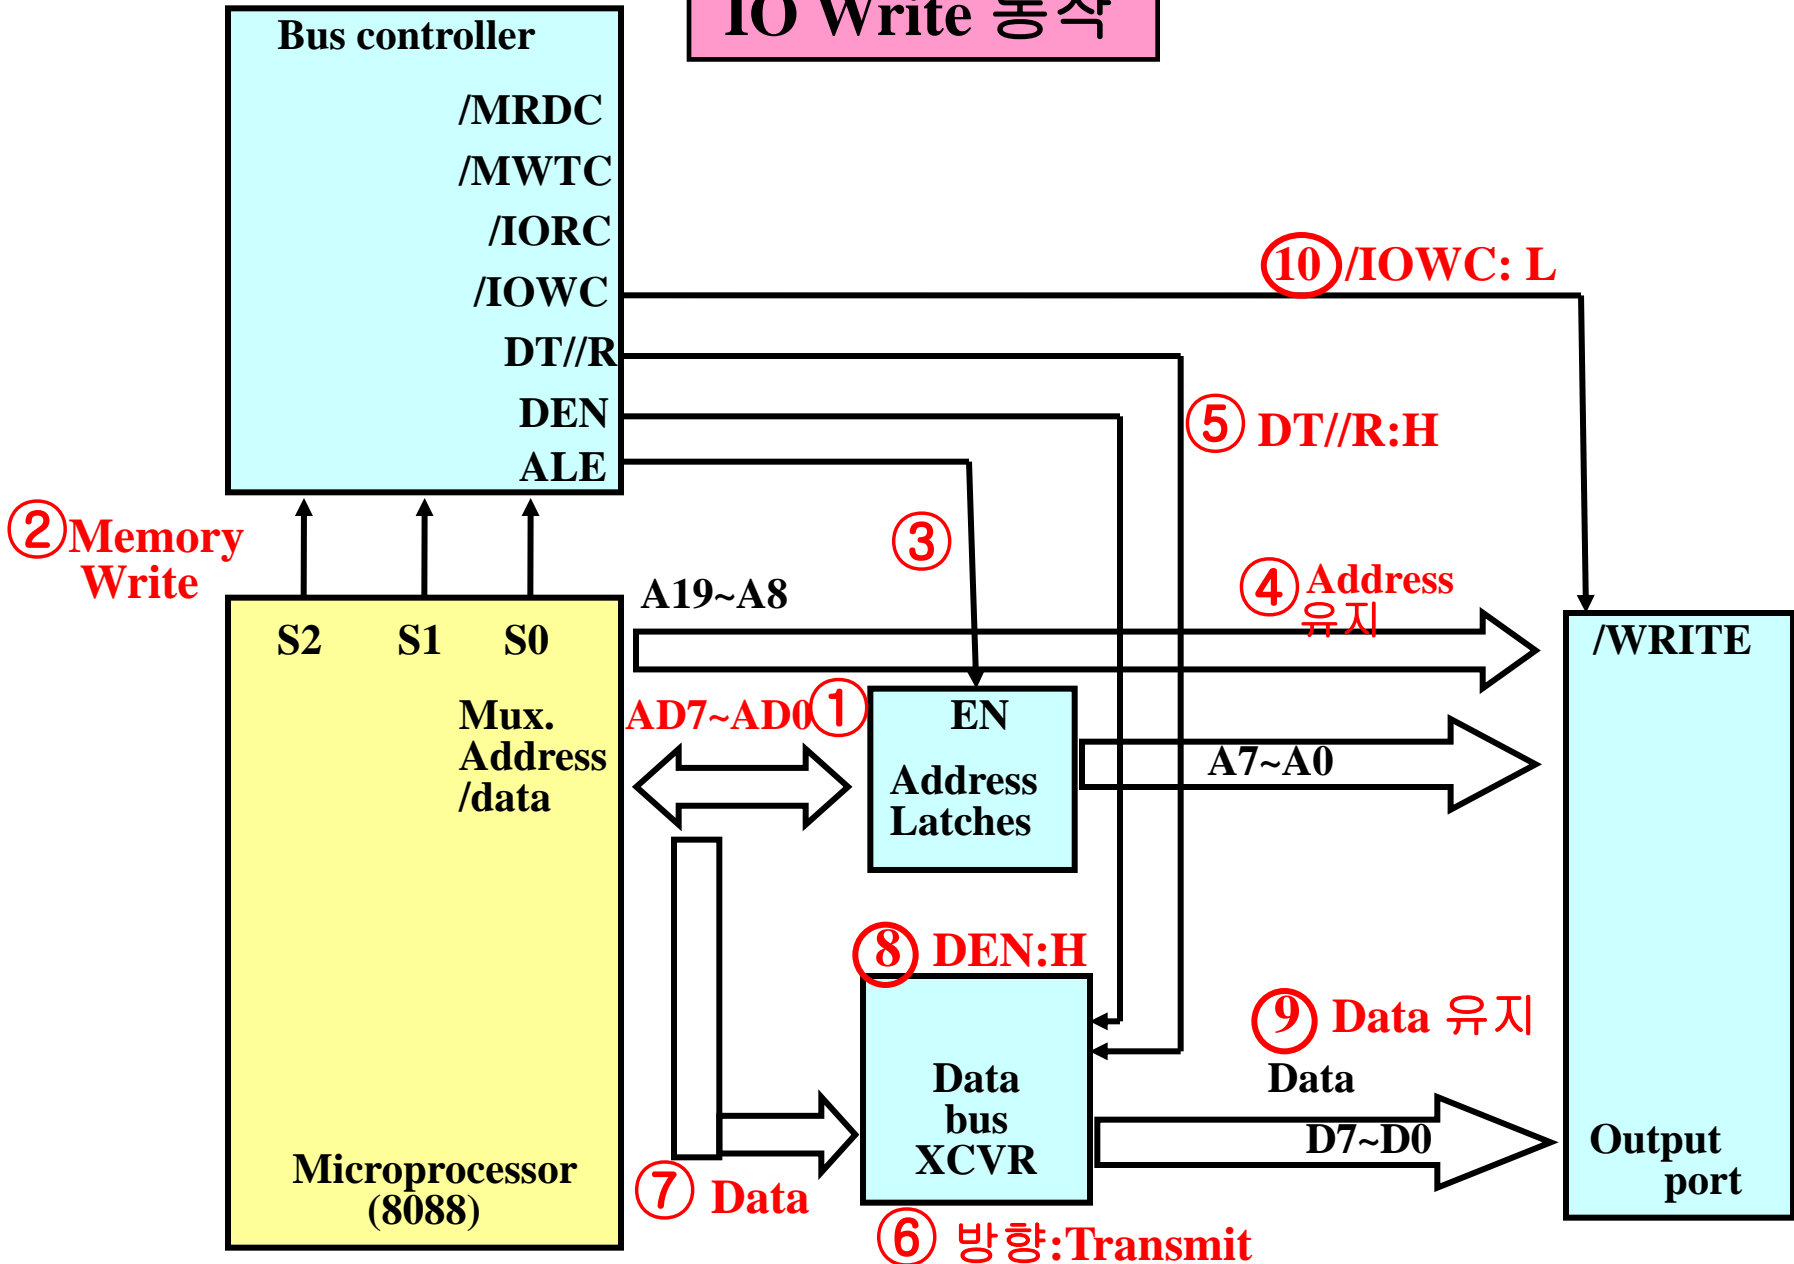 IO Write 동작
Bus controller
/MRDC
/MWTC
/IORC
/IOWC
DT//R
DEN
ALE
⑩ /IOWC: L
⑤ DT//R:H
② Memory
Write
③
A19~A8
④ Address
유지
S2 S1 S0
/WRITE
Mux.
Address
/data
AD7~AD0 ①
EN
Address
Latches
A7~A0
⑧ DEN:H
⑨ Data 유지
Data
bus
XCVR
Data
D7~D0
Output
port
Microprocessor
(8088)
⑦ Data
⑥ 방향:Transmit